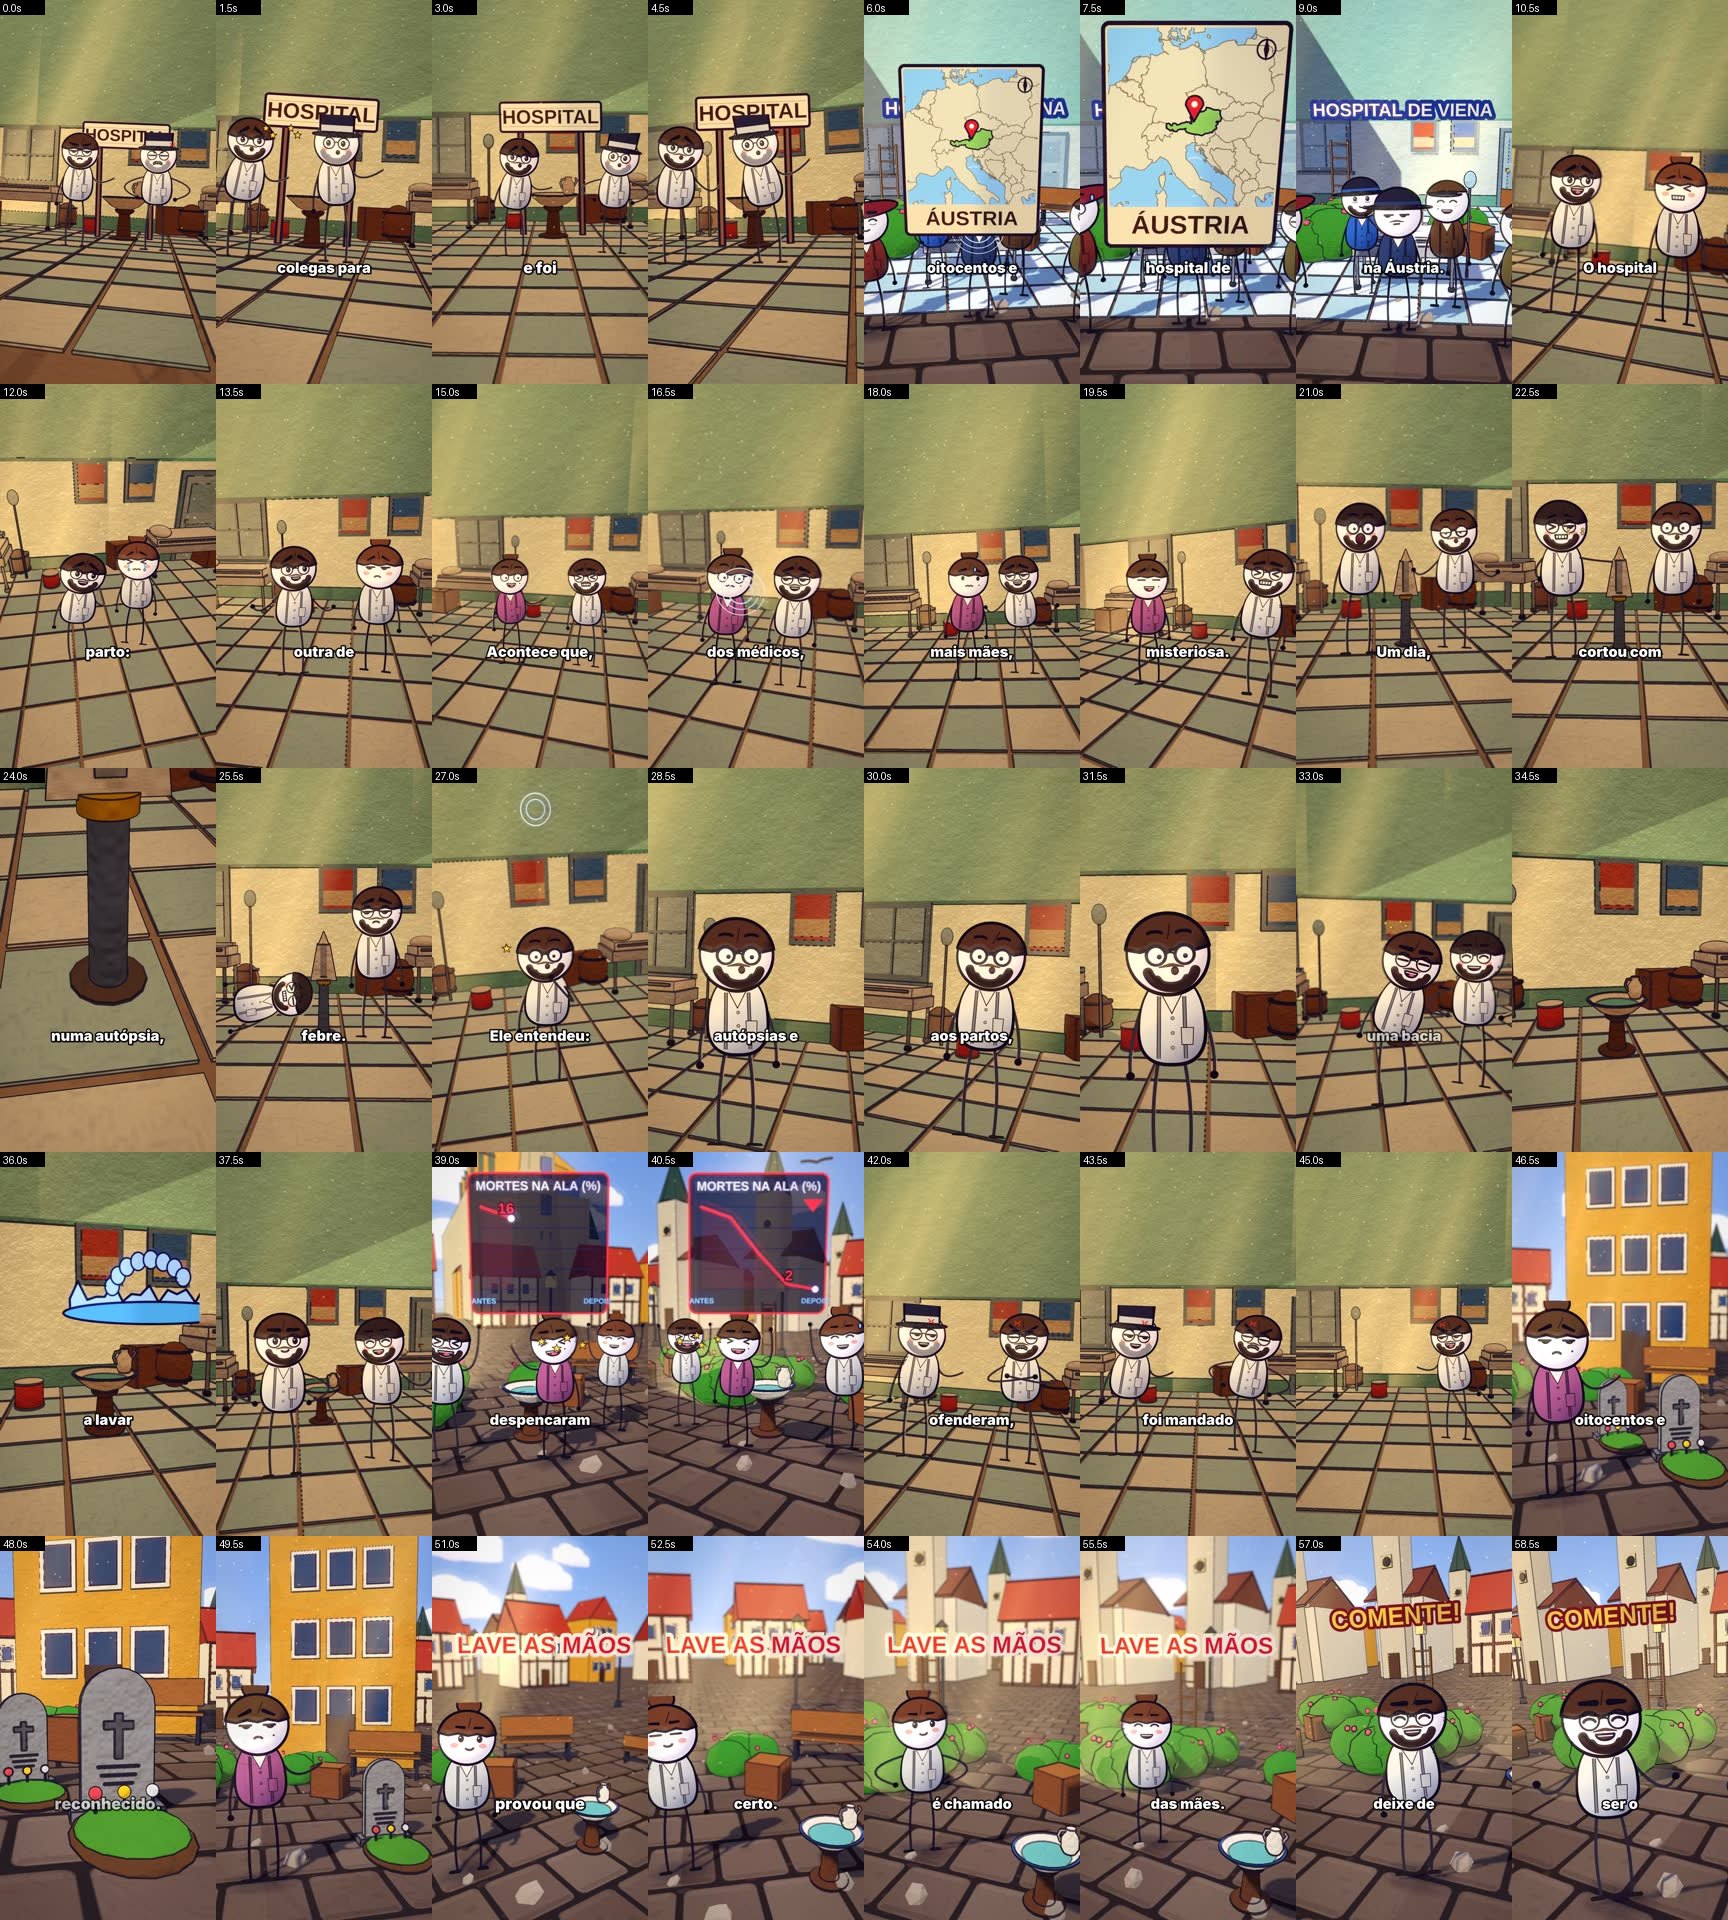 0.0s
1.5s
3.0s
4.5s
6.0s
7.5s
9.0s
10.5s
HOSPITAL
HOSPITAL
colegas para
HOSPITAL
e foi
HOSPITAL
ÁUSTRIA
oitocentos e
ÁUSTRIA
hospital de
HOSPITAL DE VIENA
na Áustria.
O hospital
12.0s
13.5s
15.0s
16.5s
18.0s
19.5s
21.0s
22.5s
parto:
outra de
Acontece que,
dos médicos,
mais mães,
misteriosa.
Um dia,
cortou com
24.0s
25.5s
27.0s
28.5s
30.0s
31.5s
33.0s
34.5s
numa autópsia,
febre.
Ele entendeu:
autópsias e
aos partos,
uma bacia
36.0s
37.5s
39.0s
40.5s
42.0s
43.5s
45.0s
46.5s
a lavar
MORTES NA ALA (%)
16
ANTES
DEPOIS
despencaram
MORTES NA ALA (%)
2
ANTES
DEPOIS
ofenderam,
foi mandado
oitocentos e
48.0s
49.5s
51.0s
52.5s
54.0s
55.5s
57.0s
58.5s
reconhecido.
LAVE AS MÃOS
provou que
LAVE AS MÃOS
certo.
LAVE AS MÃOS
é chamado
LAVE AS MÃOS
das mães.
COMENTE!
deixe de
COMENTE!
ser o